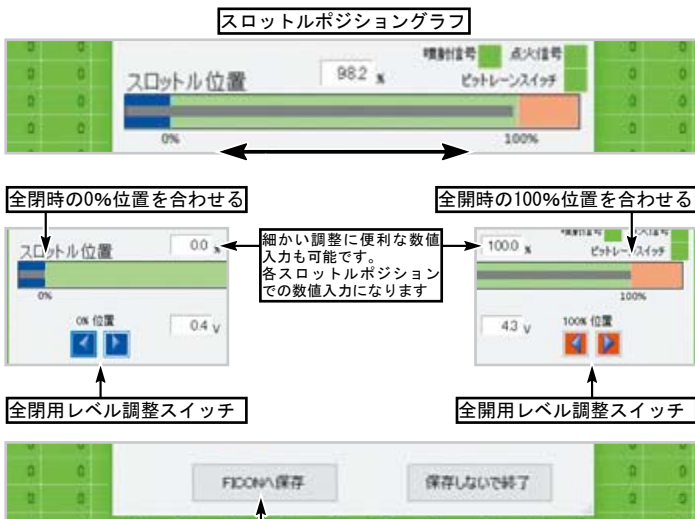 スロットルポジショングラフ
噴射信号 点火信号
スロットル位置 98.2 %
ピットレーンスイッチ
0% 100%
全閉時の0%位置を合わせる
全開時の100%位置を合わせる
スロットル位置 0.0 %
0%
0% 位置
0.4 V
細かい調整に便利な数値
入力も可能です。
各スロットルポジション
での数値入力になります
100.0 %
ピットレーンスイッチ
100%
4.3 V
100% 位置
全閉用レベル調整スイッチ
全開用レベル調整スイッチ
FICONへ保存
保存しないで終了